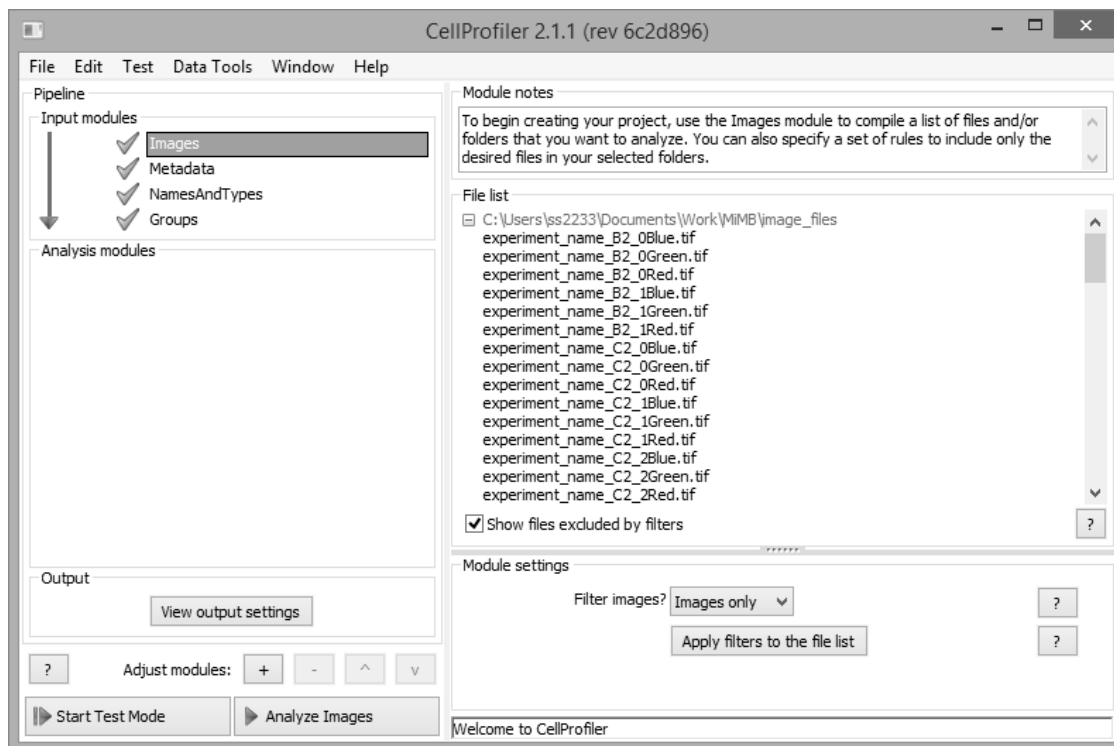 CellProfiler 2.1.1 (rev 6c2d896)
File Edit Test Data Tools Window Help
Pipeline
Input modules
Images
Metadata
NamesAndTypes
Groups
Analysis modules
Output
View output settings
? Adjust modules: + - ^ v
Start Test Mode Analyze Images
Module notes
To begin creating your project, use the Images module to compile a list of files and/or
folders that you want to analyze. You can also specify a set of rules to include only the
desired files in your selected folders.
File list
C:\Users\ss2233\Documents\Work\MiMB\image_files
experiment_name_B2_0Blue.tif
experiment_name_B2_0Green.tif
experiment_name_B2_0Red.tif
experiment_name_B2_1Blue.tif
experiment_name_B2_1Green.tif
experiment_name_B2_1Red.tif
experiment_name_C2_0Blue.tif
experiment_name_C2_0Green.tif
experiment_name_C2_0Red.tif
experiment_name_C2_1Blue.tif
experiment_name_C2_1Green.tif
experiment_name_C2_1Red.tif
experiment_name_C2_2Blue.tif
experiment_name_C2_2Green.tif
experiment_name_C2_2Red.tif
Show files excluded by filters ?
Module settings
Filter images? Images only ?
Apply filters to the file list ?
Welcome to CellProfiler